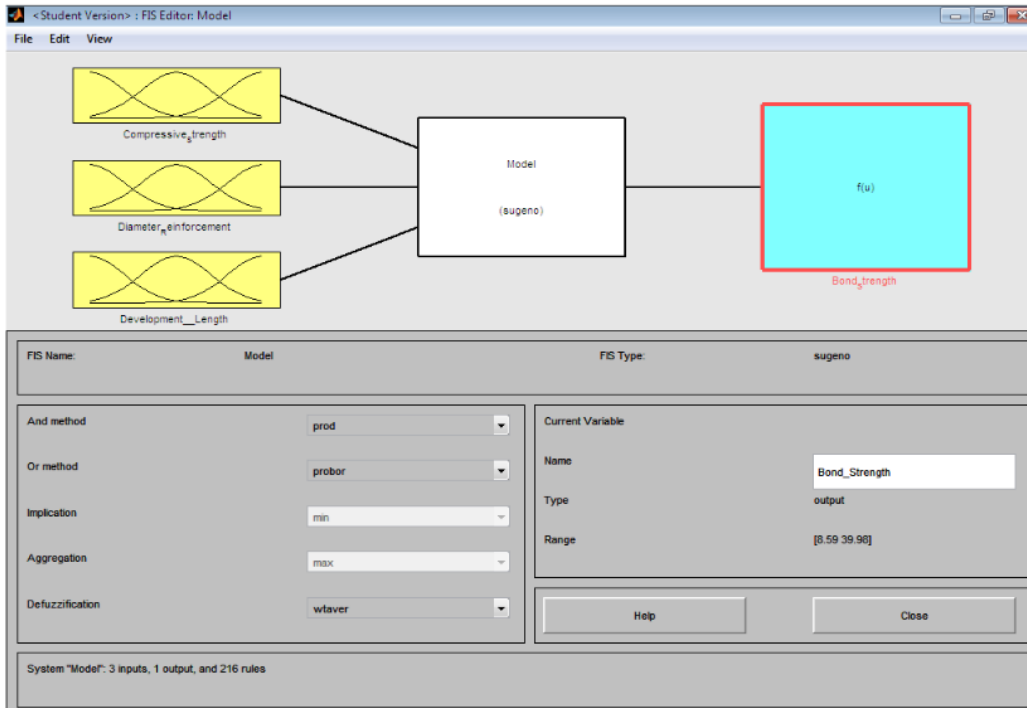 <Student Version> : FIS Editor: Model
File Edit View
Compressive_strength
Diameter_Reinforcement
Development__Length
Model
(sugeno)
f(u)
Bond_Strength
FIS Name: Model FIS Type: sugeno
And method prod
Or method probor
Implication min
Aggregation max
Defuzzification wtaver
Current Variable
Name Bond_Strength
Type output
Range [8.59 39.98]
Help Close
System "Model": 3 inputs, 1 output, and 216 rules